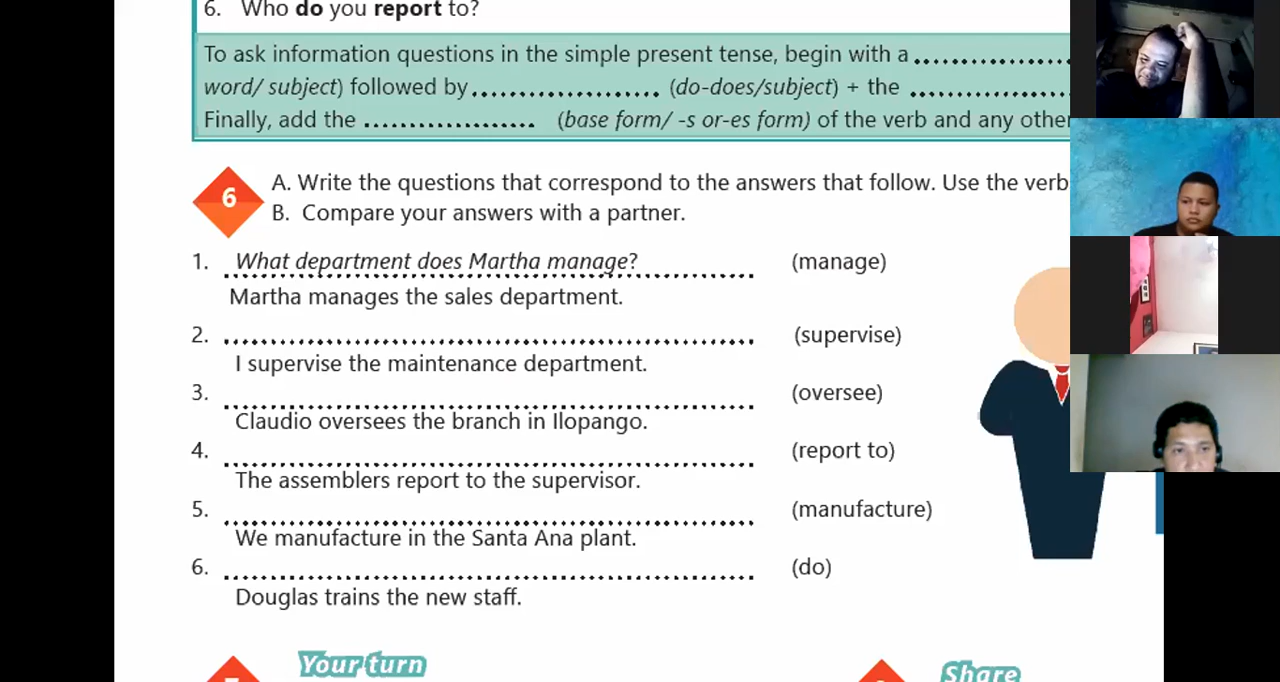 6. Who do you report to?
To ask information questions in the simple present tense, begin with a ....................
word/ subject) followed by .................... (do-does/subject) + the ....................
Finally, add the .................... (base form/ -s or-es form) of the verb and any other
6
A. Write the questions that correspond to the answers that follow. Use the verb
B. Compare your answers with a partner.
1. What department does Martha manage? (manage)
Martha manages the sales department.
2. .................... (supervise)
I supervise the maintenance department.
3. .................... (oversee)
Claudio oversees the branch in Ilopango.
4. .................... (report to)
The assemblers report to the supervisor.
5. .................... (manufacture)
We manufacture in the Santa Ana plant.
6. .................... (do)
Douglas trains the new staff.
Your turn
Share